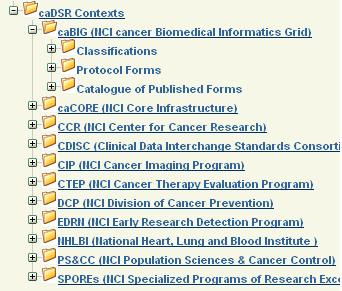 caDSR Contexts
caBIG (NCI cancer Biomedical Informatics Grid)
Classifications
Protocol Forms
Catalogue of Published Forms
caCORE (NCI Core Infrastructure)
CCR (NCI Center for Cancer Research)
CDISC (Clinical Data Interchange Standards Consorti
CIP (NCI Cancer Imaging Program)
CTEP (NCI Cancer Therapy Evaluation Program)
DCP (NCI Division of Cancer Prevention)
EDRN (NCI Early Research Detection Program)
NHLBI (National Heart, Lung and Blood Institute )
PS&CC (NCI Population Sciences & Cancer Control)
SPOREs (NCI Specialized Programs of Research Exce